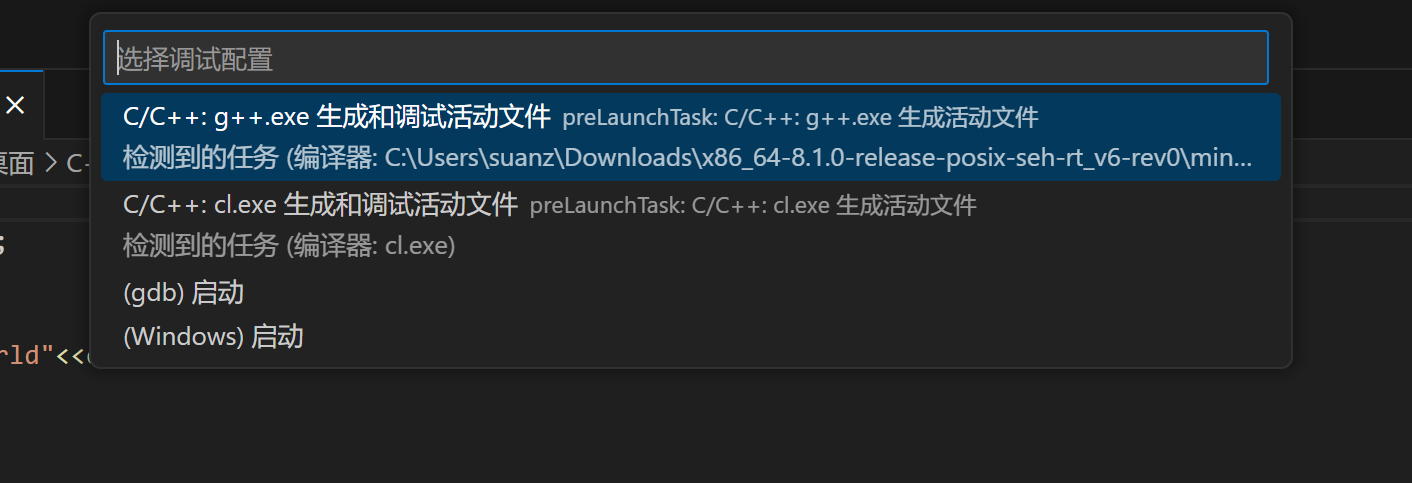 选择调试配置
C/C++: g++.exe 生成和调试活动文件 preLaunchTask: C/C++: g++.exe 生成活动文件
检测到的任务 (编译器: C:\Users\suanz\Downloads\x86_64-8.1.0-release-posix-seh-rt_v6-rev0\min...
桌面 > C-
C/C++: cl.exe 生成和调试活动文件 preLaunchTask: C/C++: cl.exe 生成活动文件
检测到的任务 (编译器: cl.exe)
;
(gdb) 启动
(Windows) 启动
rld"<<